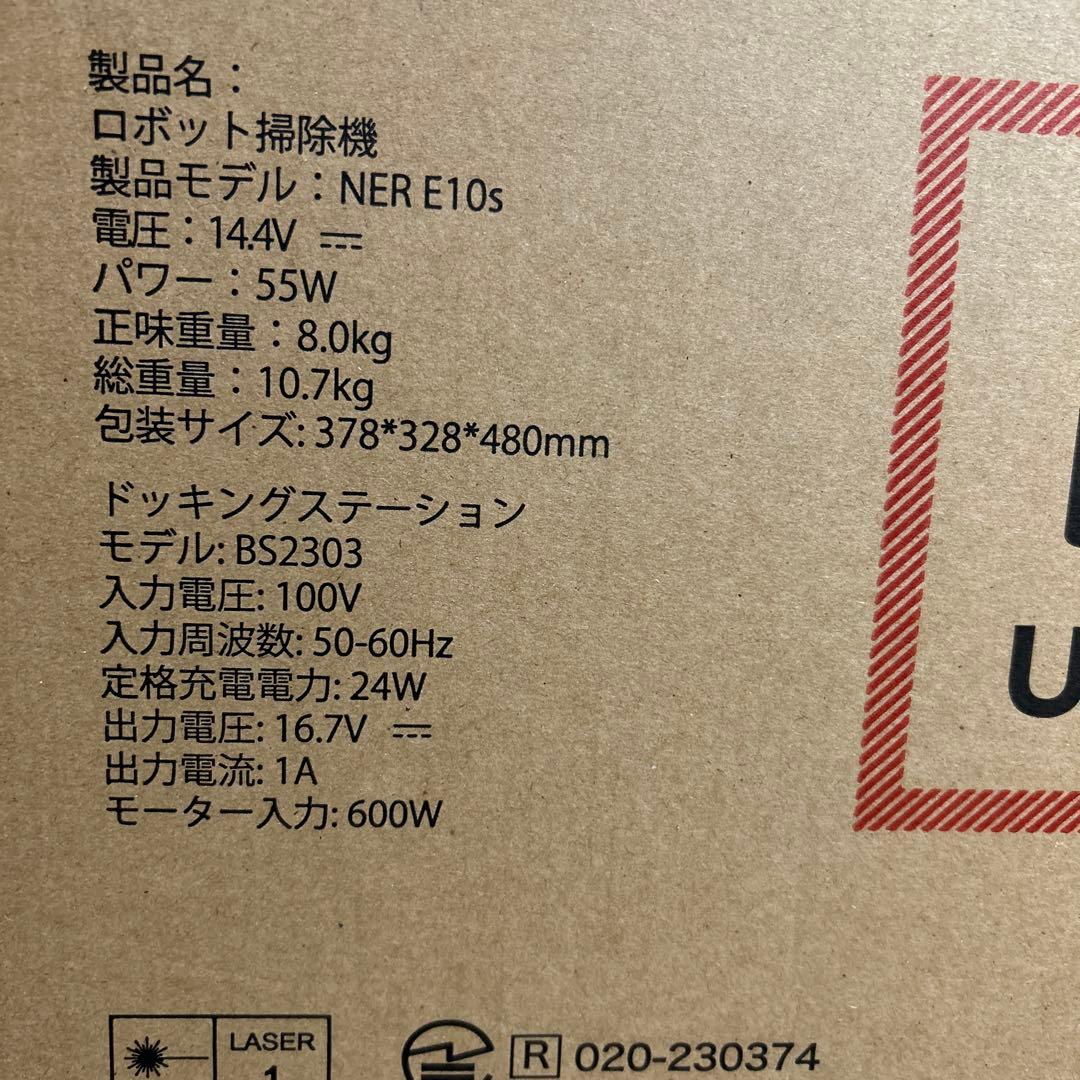 製品名：
ロボット掃除機
製品モデル：NER E10s
電圧：14.4V ⎓
パワー：55W
正味重量：8.0kg
総重量：10.7kg
包装サイズ: 378*328*480mm
ドッキングステーション
モデル: BS2303
入力電圧: 100V
入力周波数: 50-60Hz
定格充電電力: 24W
出力電圧: 16.7V ⎓
出力電流: 1A
モーター入力: 600W
U
LASER
1
R 020-230374